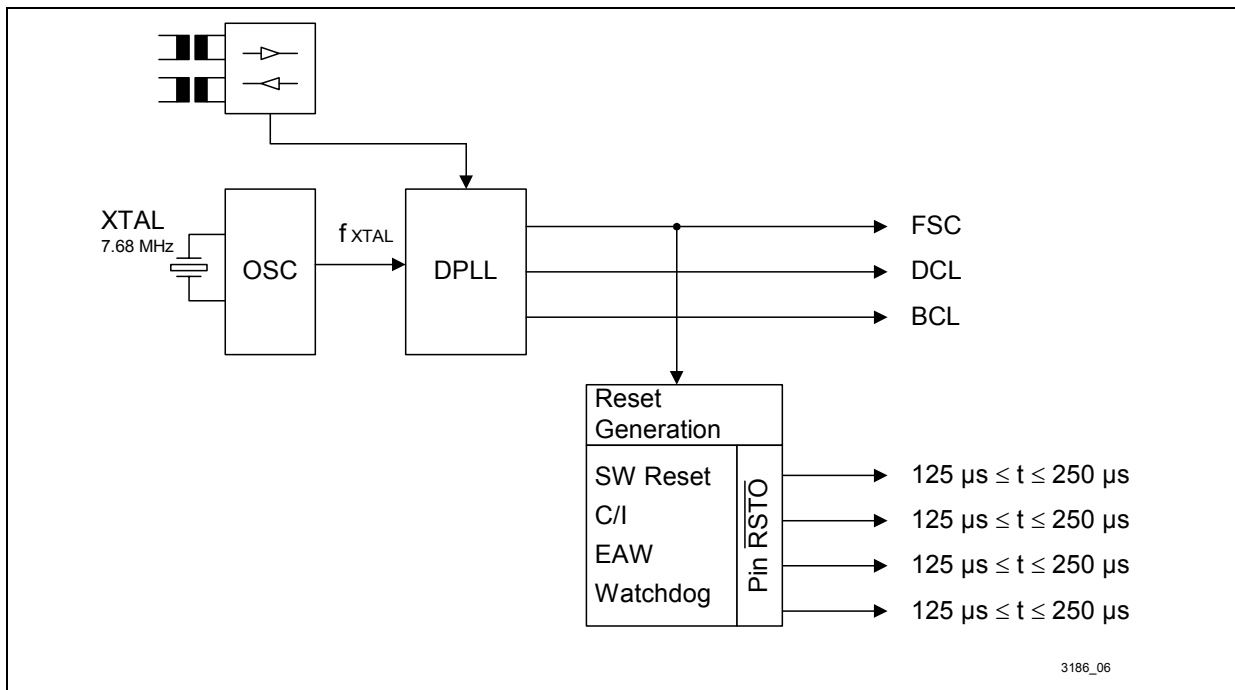 XTAL
7.68 MHz
OSC
f XTAL
DPLL
FSC
DCL
BCL
Reset
Generation
SW Reset
C/I
EAW
Watchdog
Pin RSTO
125 µs ≤ t ≤ 250 µs
125 µs ≤ t ≤ 250 µs
125 µs ≤ t ≤ 250 µs
125 µs ≤ t ≤ 250 µs
3186_06